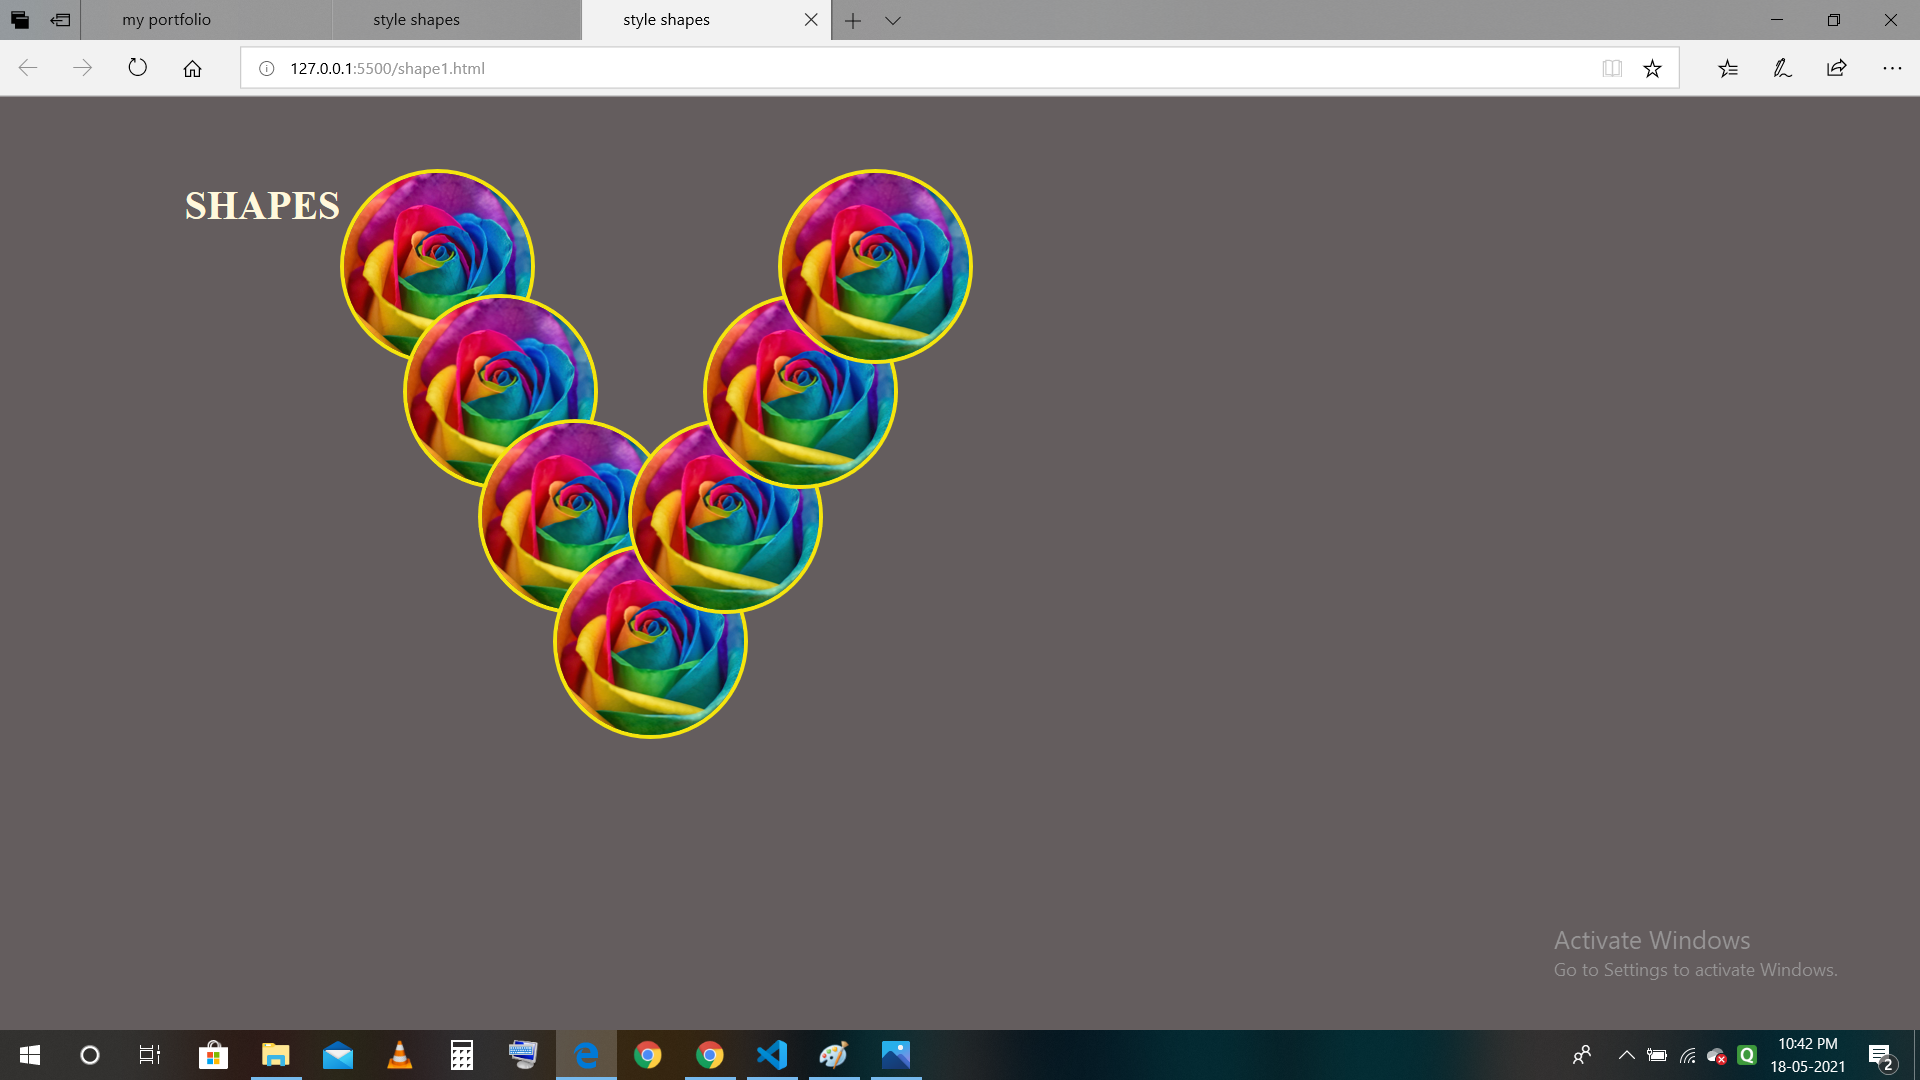 my portfolio
style shapes
style shapes
127.0.0.1:5500/shape1.html
SHAPES
Activate Windows
Go to Settings to activate Windows.
Q
10:42 PM
18-05-2021
2